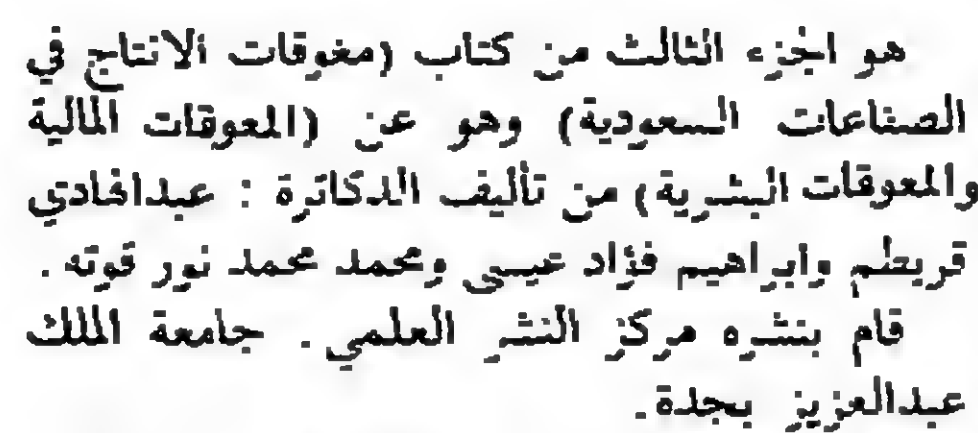 هو الجزء الثالث من كتاب (معوقات الانتاج في
الصناعات السعودية) وهو عن (المعوقات المالية
والمعوقات البشرية) من تأليف الدكاترة : عبدالهادي
قريطم وابراهيم فؤاد عيسى ومحمد محمد نور قوته .
قام بنشره مركز النشر العلمي . جامعة الملك
عبدالعزيز بجدة .